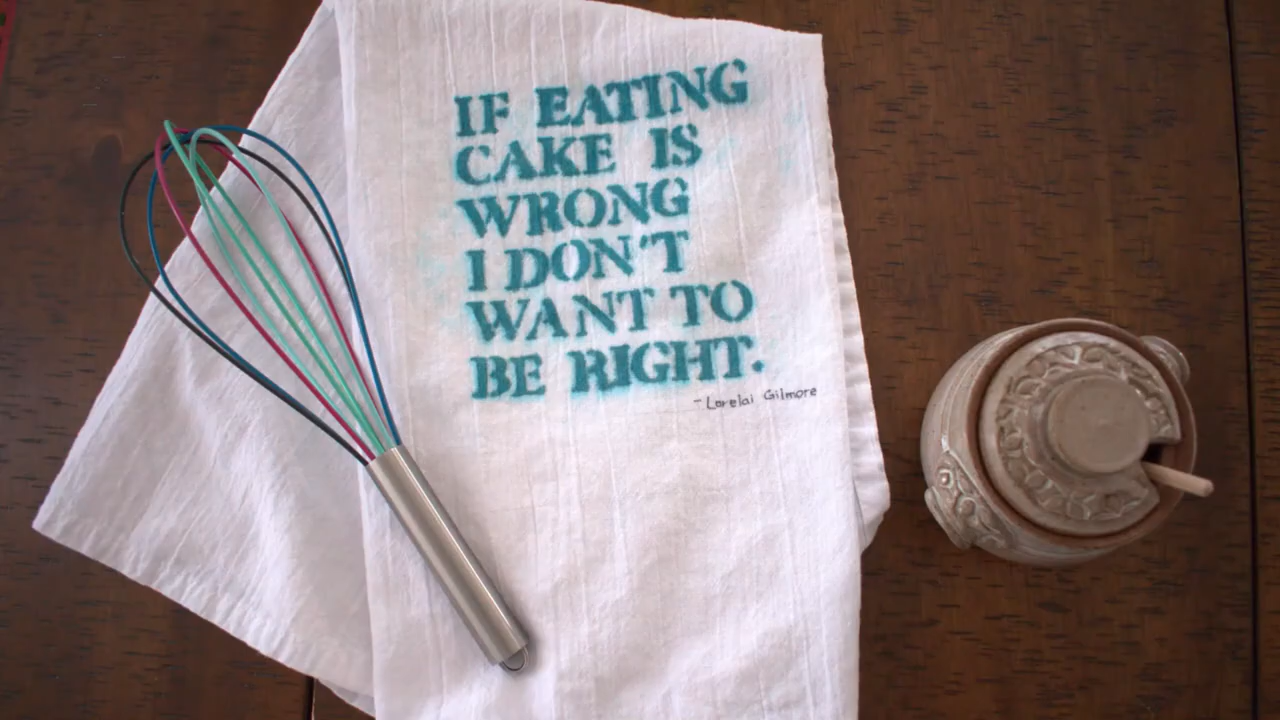 IF EATING
CAKE IS
WRONG
I DON'T
WANT TO
BE RIGHT.
- Lorelai Gilmore